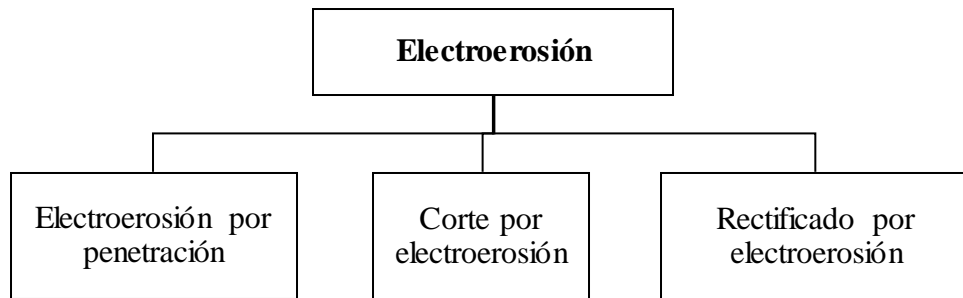 Electroerosión
Electroerosión por
penetración
Corte por
electroerosión
Rectificado por
electroerosión